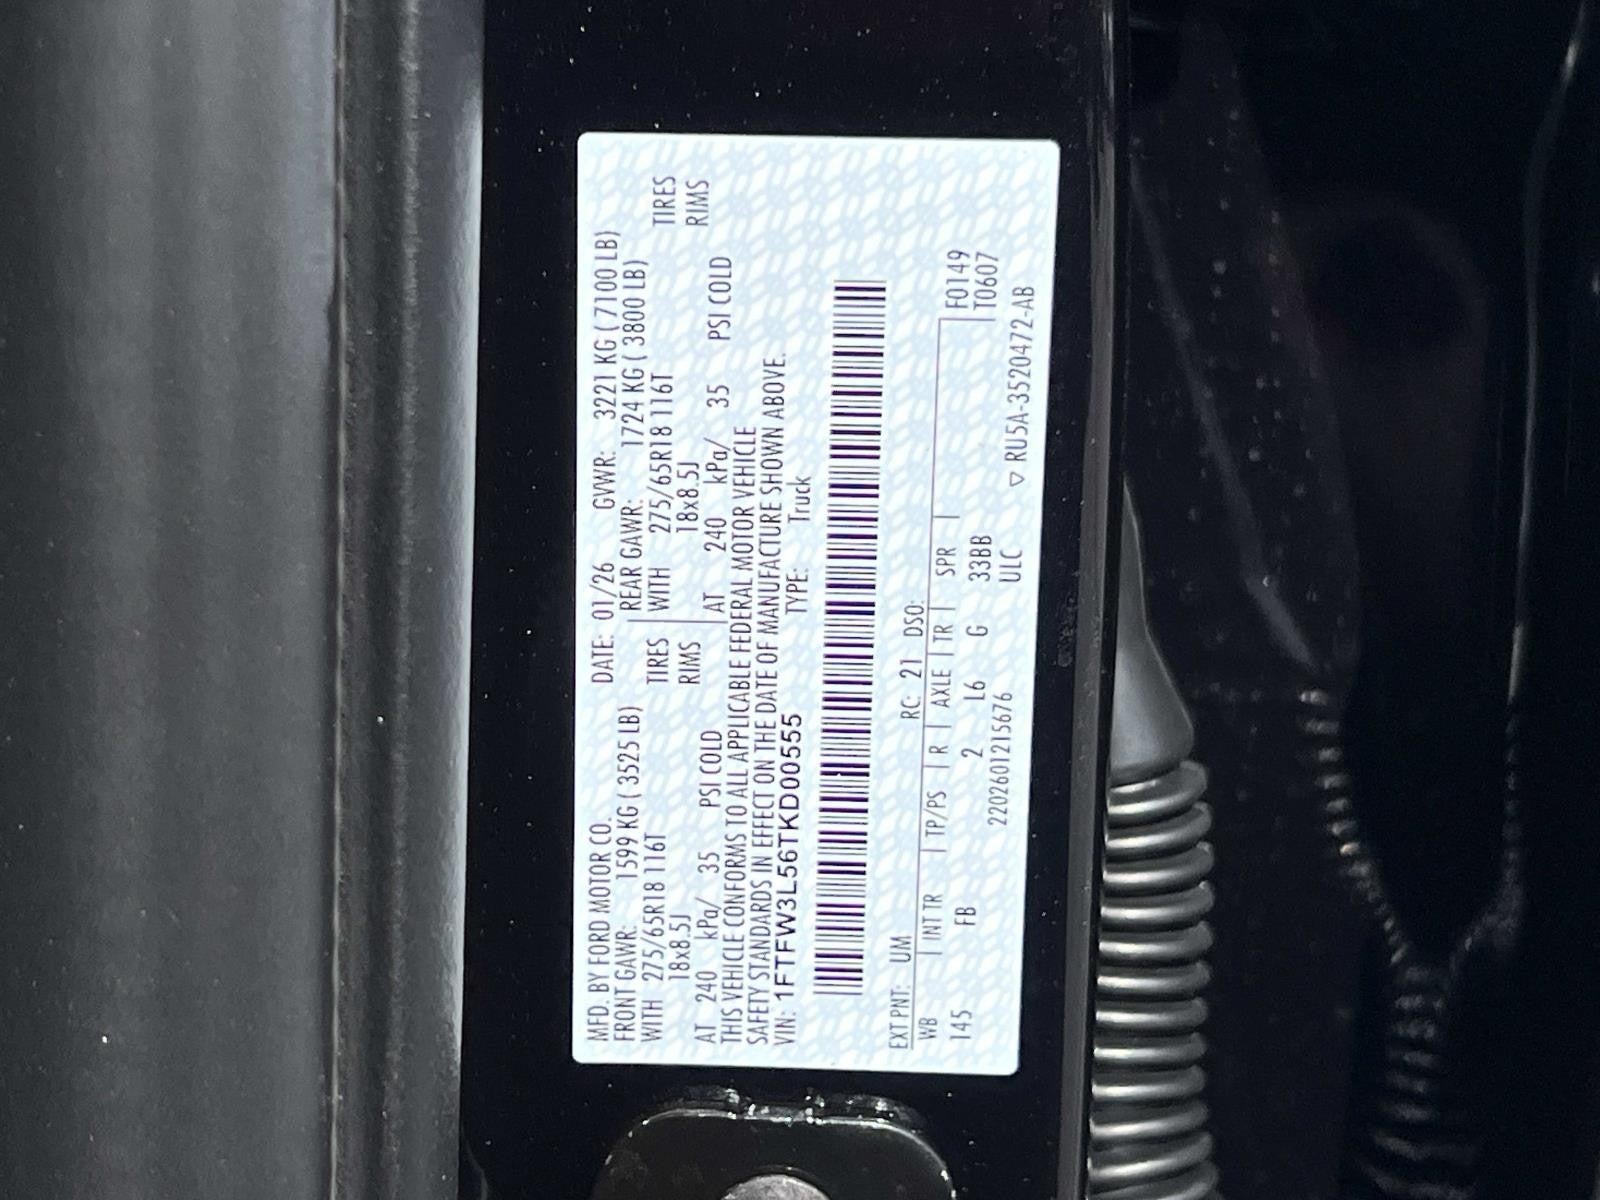 MFD. BY FORD MOTOR CO. DATE: 01/26 GVWR: 3221 KG ( 7100 LB)
FRONT GAWR: 1599 KG ( 3525 LB) REAR GAWR: 1724 KG ( 3800 LB)
WITH 275/65R18 116T TIRES WITH 275/65R18 116T TIRES
18x8.5J RIMS 18x8.5J RIMS
AT 240 kPa/ 35 PSI COLD AT 240 kPa/ 35 PSI COLD
THIS VEHICLE CONFORMS TO ALL APPLICABLE FEDERAL MOTOR VEHICLE
SAFETY STANDARDS IN EFFECT ON THE DATE OF MANUFACTURE SHOWN ABOVE.
VIN: 1FTFW3L56TKD00555 TYPE: Truck
EXT PNT: UM RC: 21 DSO:
WB INT TR TP/PS R AXLE TR SPR F0149
145 FB 2 L6 G 33BB T0607
220260121567​6 ULC ▽ RU5A-3520472-AB